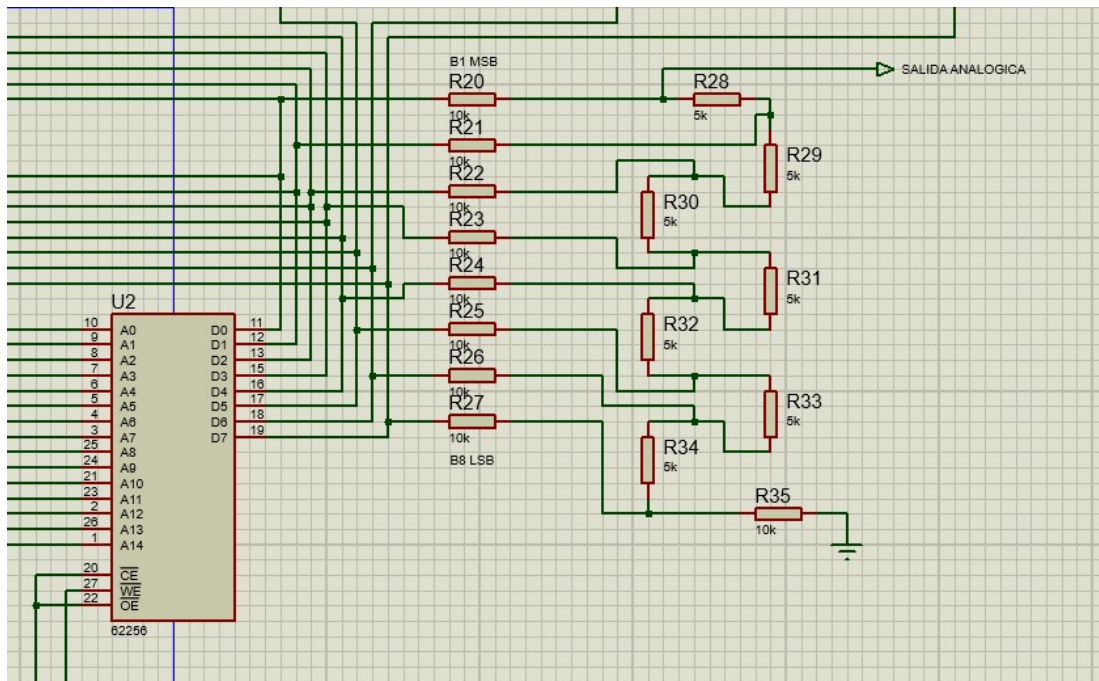 B1 MSB
R20
10k
R21
10k
R22
10k
R23
10k
R24
10k
R25
10k
R26
10k
R27
10k
B8 LSB
SALIDA ANALOGICA
R28
5k
R29
5k
R30
5k
R31
5k
R32
5k
R33
5k
R34
5k
R35
10k
U2
10 A0 D0 11
9 A1 D1 12
8 A2 D2 13
7 A3 D3 15
6 A4 D4 16
5 A5 D5 17
4 A6 D6 18
3 A7 D7 19
25 A8
24 A9
21 A10
23 A11
2 A12
26 A13
1 A14
20 CE
27 WE
22 OE
62256